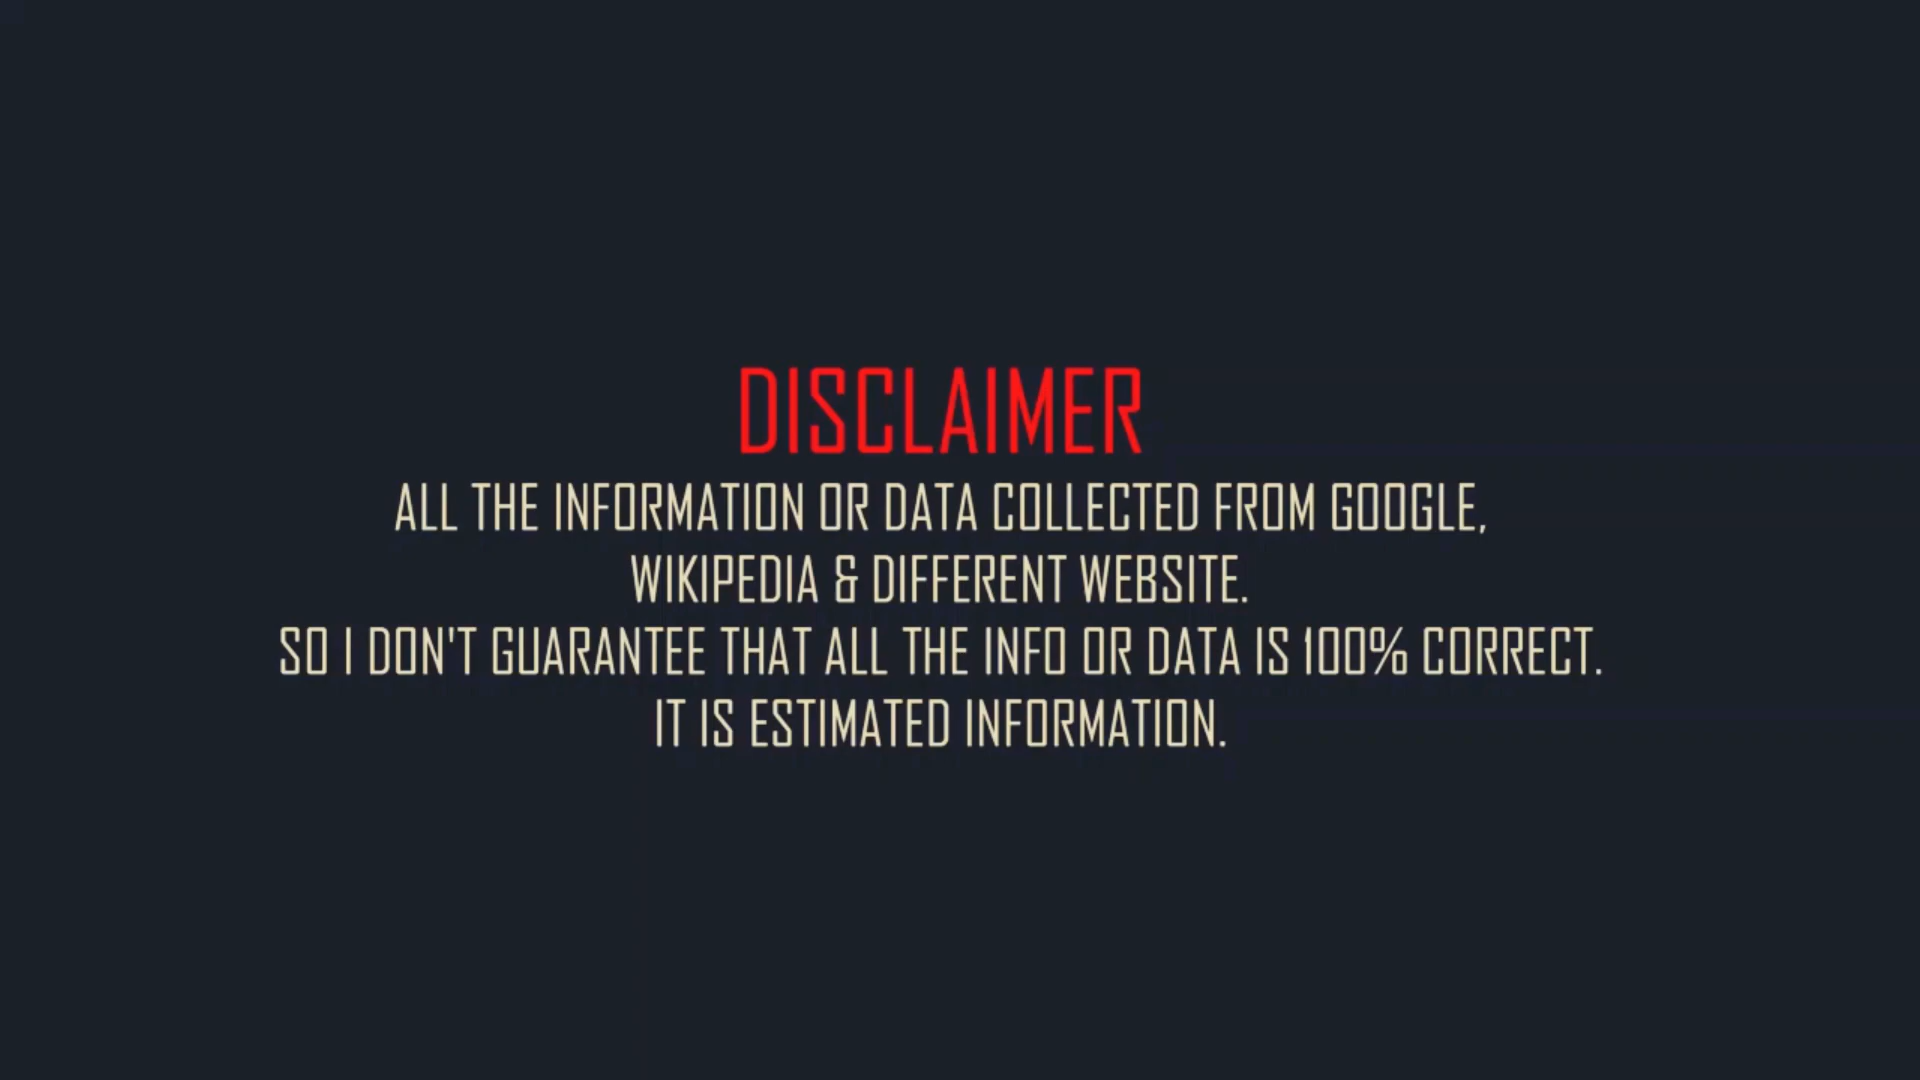 DISCLAIMER
ALL THE INFORMATION OR DATA COLLECTED FROM GOOGLE,
WIKIPEDIA & DIFFERENT WEBSITE.
SO I DON'T GUARANTEE THAT ALL THE INFO OR DATA IS 100% CORRECT.
IT IS ESTIMATED INFORMATION.